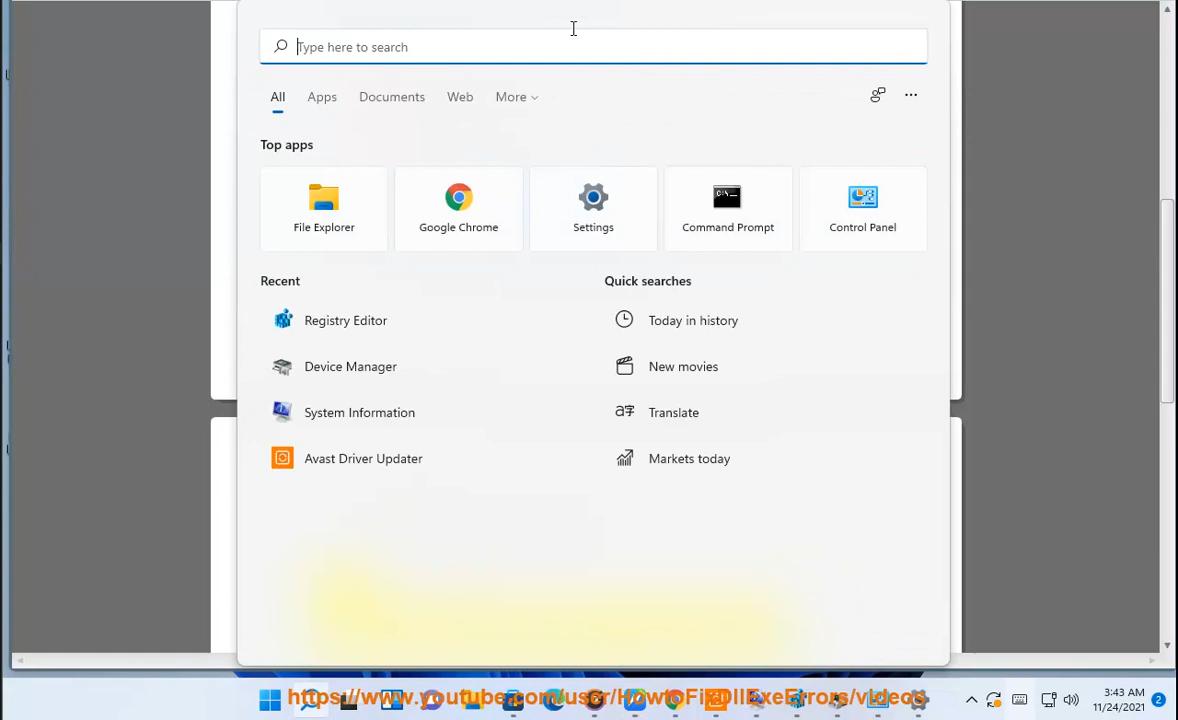 Type here to search
All Apps Documents Web More
Top apps
File Explorer Google Chrome Settings Command Prompt Control Panel
Recent Quick searches
Registry Editor Today in history
Device Manager New movies
System Information Translate
Avast Driver Updater Markets today
3:43 AM
https://www.youtube.com/user/HowtoFixDllExeErrors/videos
11/24/2021 2